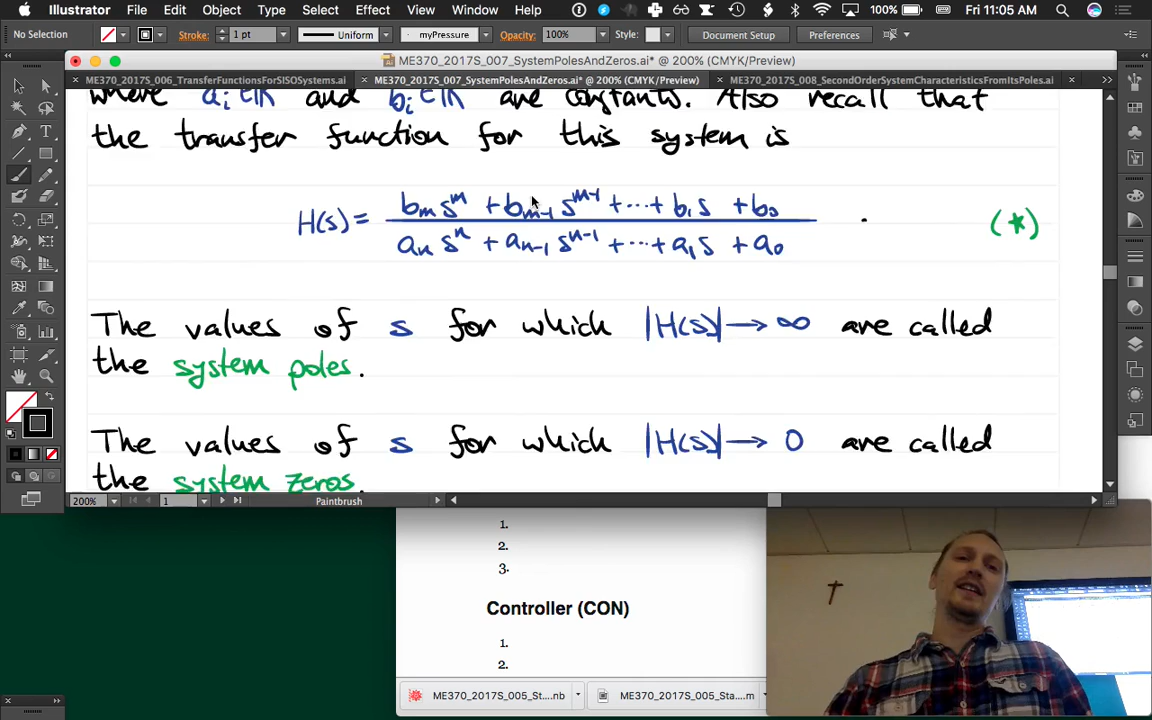 Illustrator File Edit Object Type Select Effect View Window Help 100% Fri 11:05 AM
No Selection Stroke: 1 pt Uniform myPressure Opacity: 100% Style: Document Setup Preferences
ME370_2017S_007_SystemPolesAndZeros.ai* @ 200% (CMYK/Preview)
ME370_2017S_006_TransferFunctionsForSISOSystems.ai ME370_2017S_007_SystemPolesAndZeros.ai* @ 200% (CMYK/Preview) ME370_2017S_008_SecondOrderSystemCharacteristicsFromItsPoles.ai
where aᵢ∈ℝ and bᵢ∈ℝ are constants. Also recall that
the transfer function for this system is
H(s) = (bₘsᵐ + bₘ₋₁sᵐ⁻¹ + ⋯ + b₁s + b₀) / (aₙsⁿ + aₙ₋₁sⁿ⁻¹ + ⋯ + a₁s + a₀) . (*)
The values of s for which |H(s)| → ∞ are called
the system poles.
The values of s for which |H(s)| → 0 are called
the system zeros.
200% 1 Paintbrush
1.
2.
3.
Controller (CON)
1.
2.
ME370_2017S_005_St....nb ME370_2017S_005_Sta....m